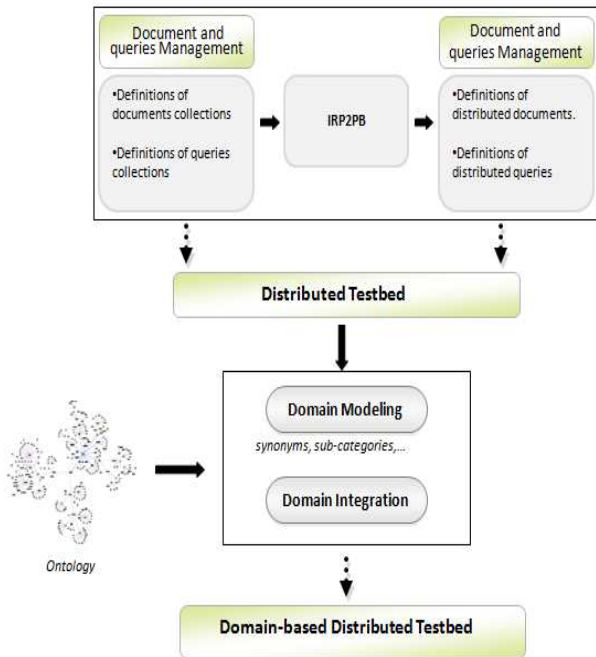 Document and
queries Management
•Definitions of
documents collections
•Definitions of queries
collections
IRP2PB
Document and
queries Management
•Definitions of
distributed documents.
•Definitions of
distributed queries
Distributed Testbed
Domain Modeling
synonyms, sub-categories,...
Domain Integration
Ontology
Domain-based Distributed Testbed